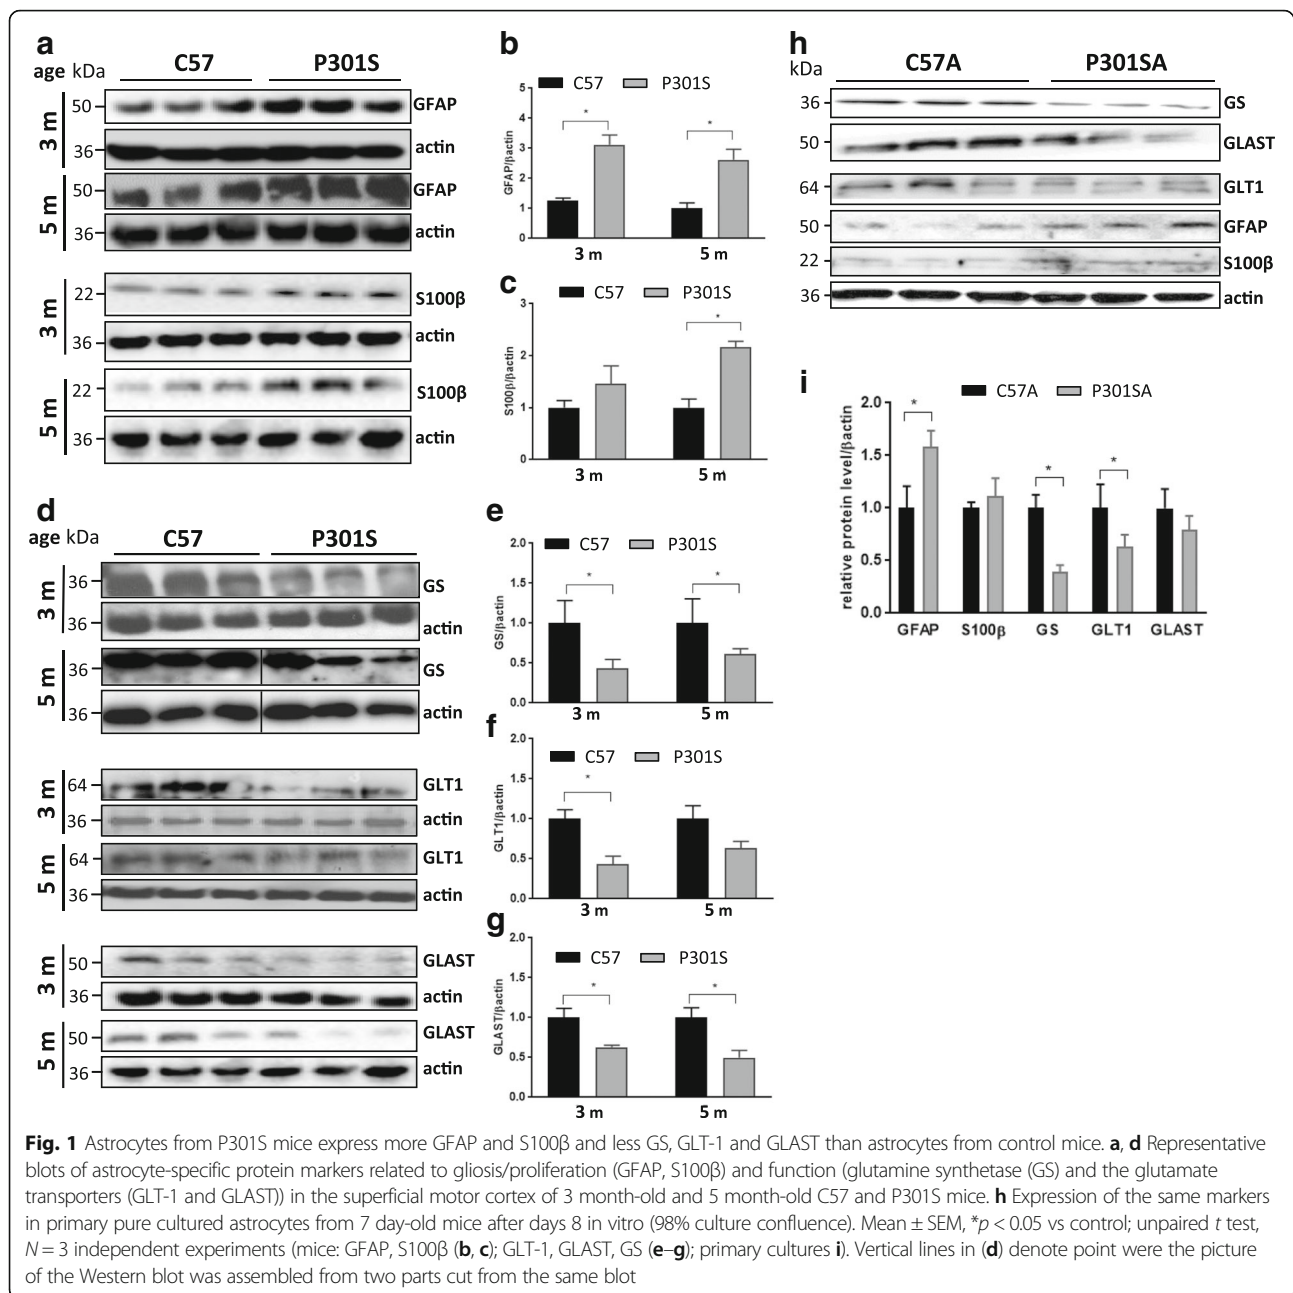 a
age kDa C57 P301S
3 m 50 GFAP
36 actin
5 m 50 GFAP
36 actin
3 m 22 S100β
36 actin
5 m 22 S100β
36 actin
b
C57 P301S
GFAP/βactin
5
4
3
2
1
0
* *
3 m 5 m
c
C57 P301S
S100β/βactin
3
2
1
0
*
3 m 5 m
d
age kDa C57 P301S
3 m 36 GS
36 actin
5 m 36 GS
36 actin
3 m 64 GLT1
36 actin
5 m 64 GLT1
36 actin
3 m 50 GLAST
36 actin
5 m 50 GLAST
36 actin
e
C57 P301S
GS/βactin
2.0
1.5
1.0
0.5
0.0
* *
3 m 5 m
f
C57 P301S
GLT1/βactin
2.0
1.5
1.0
0.5
0.0
*
3 m 5 m
g
C57 P301S
GLAST/βactin
2.0
1.5
1.0
0.5
0.0
* *
3 m 5 m
h
kDa C57A P301SA
36 GS
50 GLAST
64 GLT1
50 GFAP
22 S100β
36 actin
i
C57A P301SA
relative protein level/βactin
2.0
1.5
1.0
0.5
0.0
* * *
GFAP S100β GS GLT1 GLAST
Fig. 1 Astrocytes from P301S mice express more GFAP and S100β and less GS, GLT-1 and GLAST than astrocytes from control mice. a, d Representative
blots of astrocyte-specific protein markers related to gliosis/proliferation (GFAP, S100β) and function (glutamine synthetase (GS) and the glutamate
transporters (GLT-1 and GLAST)) in the superficial motor cortex of 3 month-old and 5 month-old C57 and P301S mice. h Expression of the same markers
in primary pure cultured astrocytes from 7 day-old mice after days 8 in vitro (98% culture confluence). Mean ± SEM, *p < 0.05 vs control; unpaired t test,
N = 3 independent experiments (mice: GFAP, S100β (b, c); GLT-1, GLAST, GS (e–g); primary cultures i). Vertical lines in (d) denote point were the picture
of the Western blot was assembled from two parts cut from the same blot